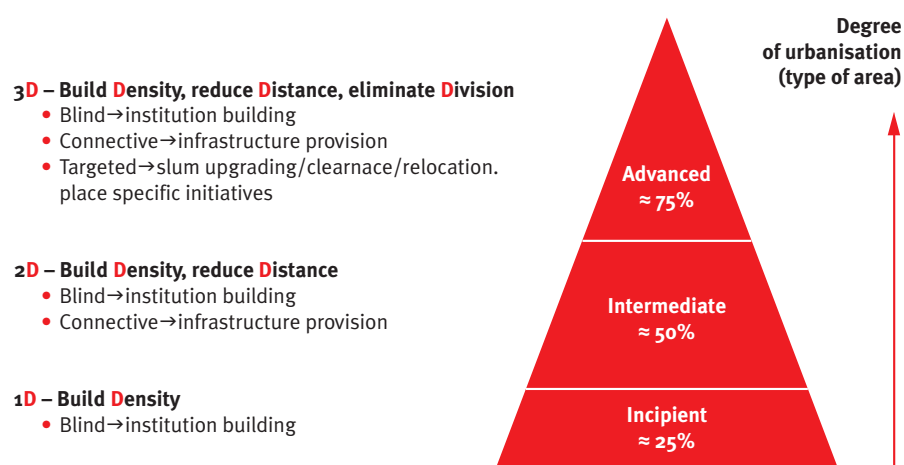 3D – Build Density, reduce Distance, eliminate Division
• Blind→institution building
• Connective→infrastructure provision
• Targeted→slum upgrading/clearnace/relocation.
place specific initiatives
2D – Build Density, reduce Distance
• Blind→institution building
• Connective→infrastructure provision
1D – Build Density
• Blind→institution building
Advanced
≈ 75%
Intermediate
≈ 50%
Incipient
≈ 25%
Degree
of urbanisation
(type of area)